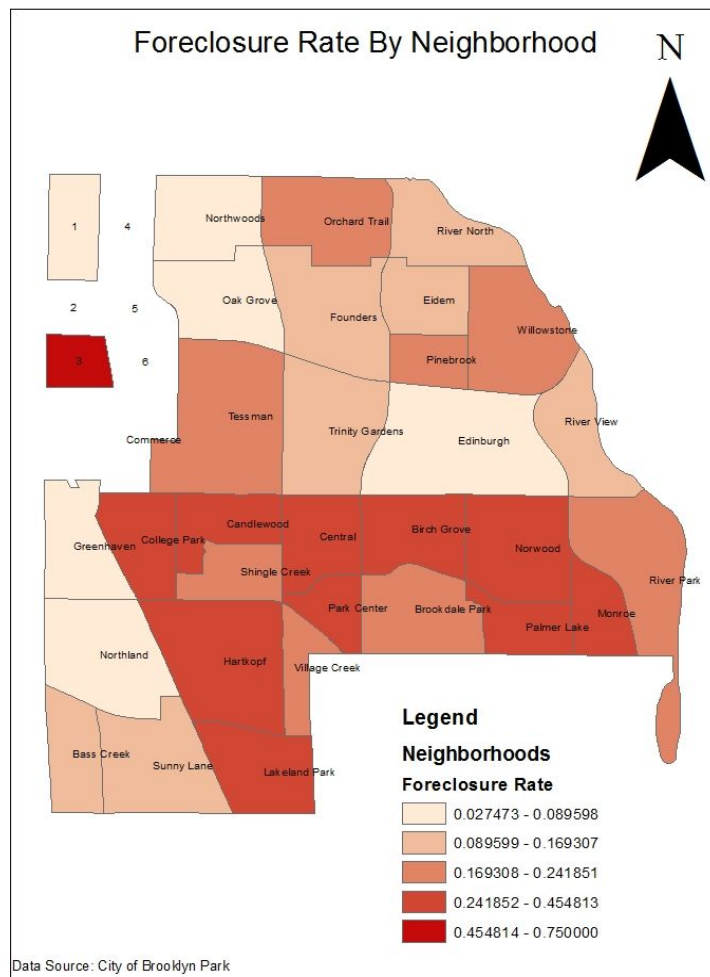 Foreclosure Rate By Neighborhood
N
1
4
Northwoods
Orchard Trail
River North
2
5
Oak Grove
Founders
Eidem
Willowstone
3
6
Pinebrook
Tessman
Commerce
Trinity Gardens
Edinburgh
River View
Greenhaven
College Park
Candlewood
Central
Birch Grove
Norwood
Shingle Creek
River Park
Park Center
Brookdale Park
Palmer Lake
Monroe
Northland
Hartkopf
Village Creek
Bass Creek
Sunny Lane
Lakeland Park
Legend
Neighborhoods
Foreclosure Rate
0.027473 - 0.089598
0.089599 - 0.169307
0.169308 - 0.241851
0.241852 - 0.454813
0.454814 - 0.750000
Data Source: City of Brooklyn Park